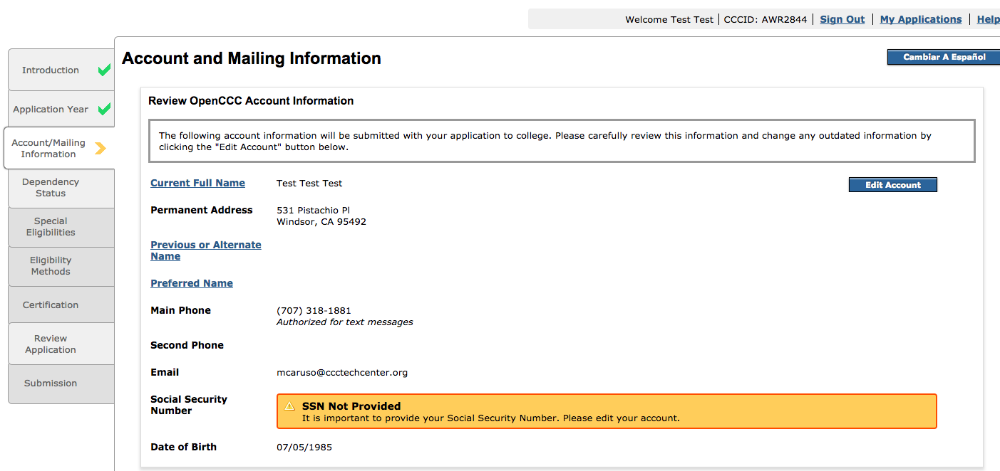 Welcome Test Test | CCCID: AWR2844 | Sign Out | My Applications | Help
Introduction
Application Year
Account/Mailing
Information
Dependency
Status
Special
Eligibilities
Eligibility
Methods
Certification
Review
Application
Submission
Account and Mailing Information
Cambiar A Español
Review OpenCCC Account Information
The following account information will be submitted with your application to college. Please carefully review this information and change any outdated information by
clicking the "Edit Account" button below.
Current Full Name Test Test Test
Edit Account
Permanent Address 531 Pistachio Pl
Windsor, CA 95492
Previous or Alternate
Name
Preferred Name
Main Phone (707) 318-1881
Authorized for text messages
Second Phone
Email mcaruso@ccctechcenter.org
Social Security
Number
SSN Not Provided
It is important to provide your Social Security Number. Please edit your account.
Date of Birth 07/05/1985